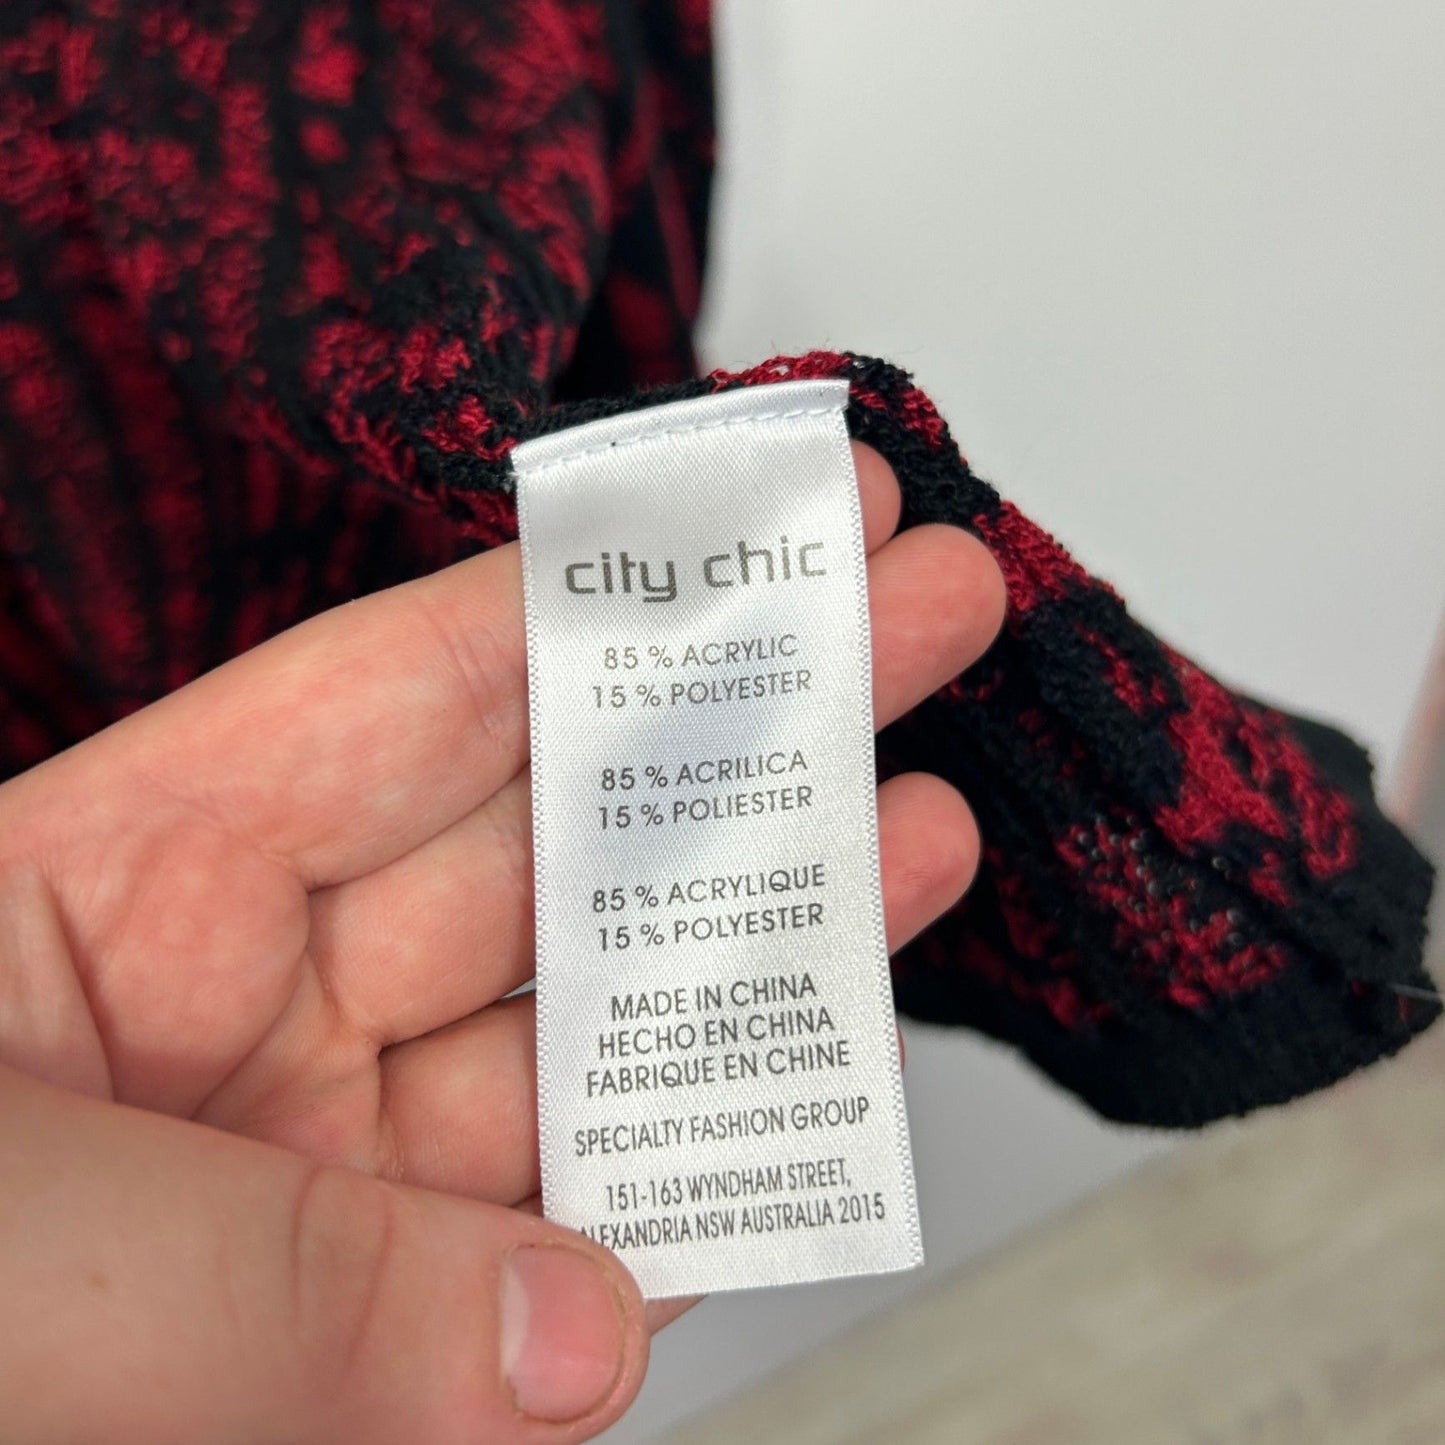 city chic
85 % ACRYLIC
15 % POLYESTER
85 % ACRILICA
15 % POLIESTER
85 % ACRYLIQUE
15 % POLYESTER
MADE IN CHINA
HECHO EN CHINA
FABRIQUE EN CHINE
SPECIALTY FASHION GROUP
151-163 WYNDHAM STREET,
ALEXANDRIA NSW AUSTRALIA 2015